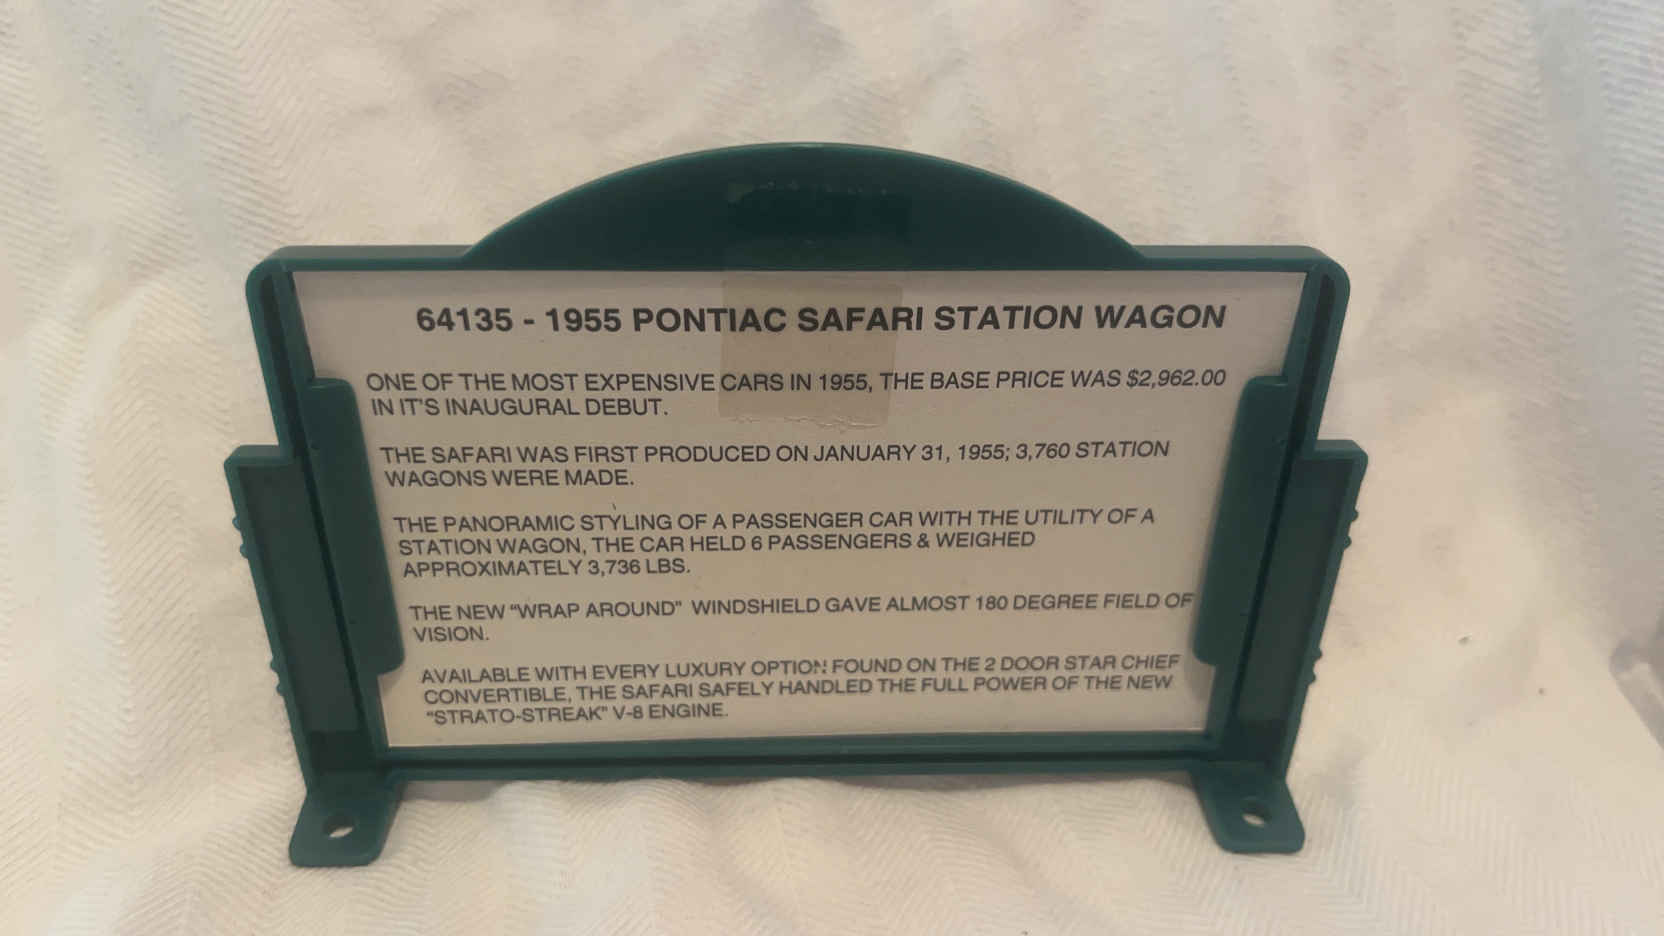 64135 - 1955 PONTIAC SAFARI STATION WAGON
ONE OF THE MOST EXPENSIVE CARS IN 1955, THE BASE PRICE WAS $2,962.00
IN IT'S INAUGURAL DEBUT.
THE SAFARI WAS FIRST PRODUCED ON JANUARY 31, 1955; 3,760 STATION
WAGONS WERE MADE.
THE PANORAMIC STYLING OF A PASSENGER CAR WITH THE UTILITY OF A
STATION WAGON, THE CAR HELD 6 PASSENGERS & WEIGHED
APPROXIMATELY 3,736 LBS.
THE NEW “WRAP AROUND” WINDSHIELD GAVE ALMOST 180 DEGREE FIELD OF
VISION.
AVAILABLE WITH EVERY LUXURY OPTION FOUND ON THE 2 DOOR STAR CHIEF
CONVERTIBLE, THE SAFARI SAFELY HANDLED THE FULL POWER OF THE NEW
“STRATO-STREAK” V-8 ENGINE.